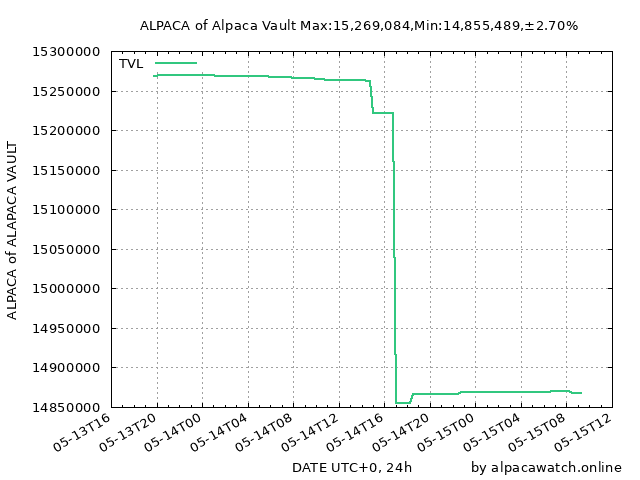 ALPACA of Alpaca Vault Max:15,269,084,Min:14,855,489,±2.70%
TVL
15300000
15250000
15200000
15150000
15100000
15050000
15000000
14950000
14900000
14850000
ALPACA of ALAPACA VAULT
05-13T16
05-13T20
05-14T00
05-14T04
05-14T08
05-14T12
05-14T16
05-14T20
05-15T00
05-15T04
05-15T08
05-15T12
DATE UTC+0, 24h
by alpacawatch.online